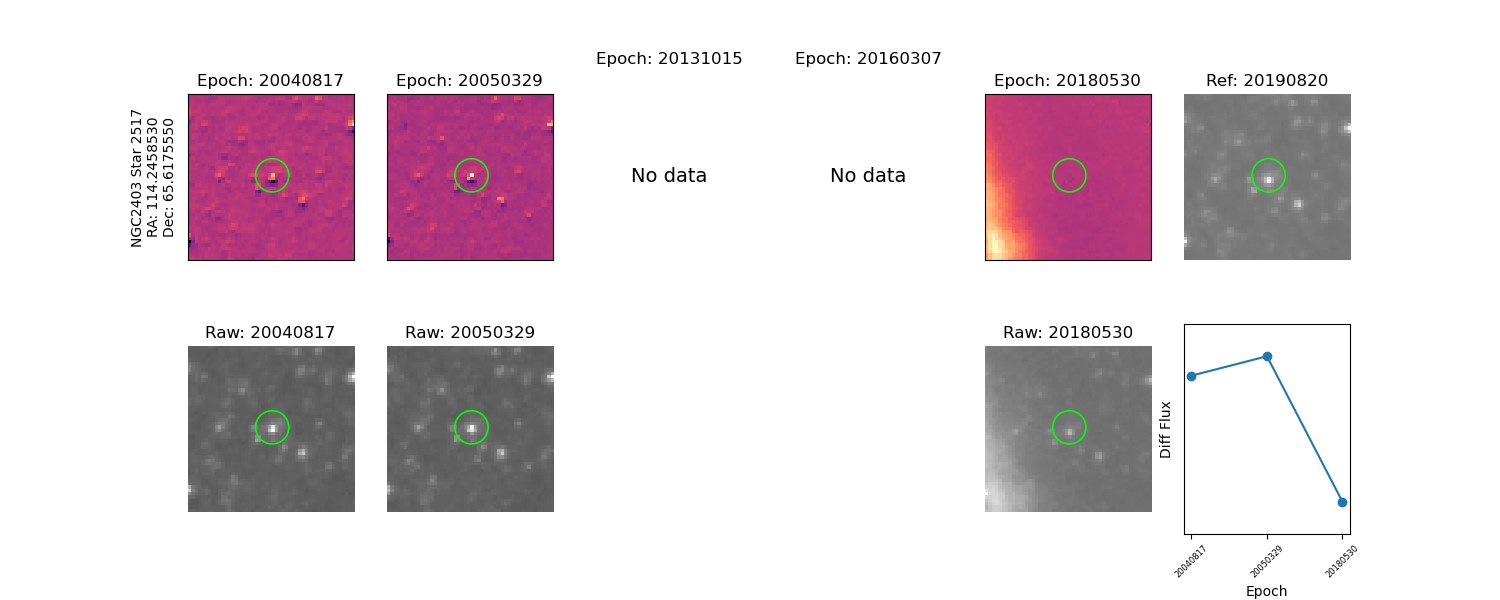 Epoch: 20040817
Epoch: 20050329
Epoch: 20131015
Epoch: 20160307
Epoch: 20180530
Ref: 20190820
NGC2403 Star 2517
RA: 114.2458530
Dec: 65.6175550
No data
No data
Raw: 20040817
Raw: 20050329
Raw: 20180530
Diff Flux
20040817
20050329
20180530
Epoch